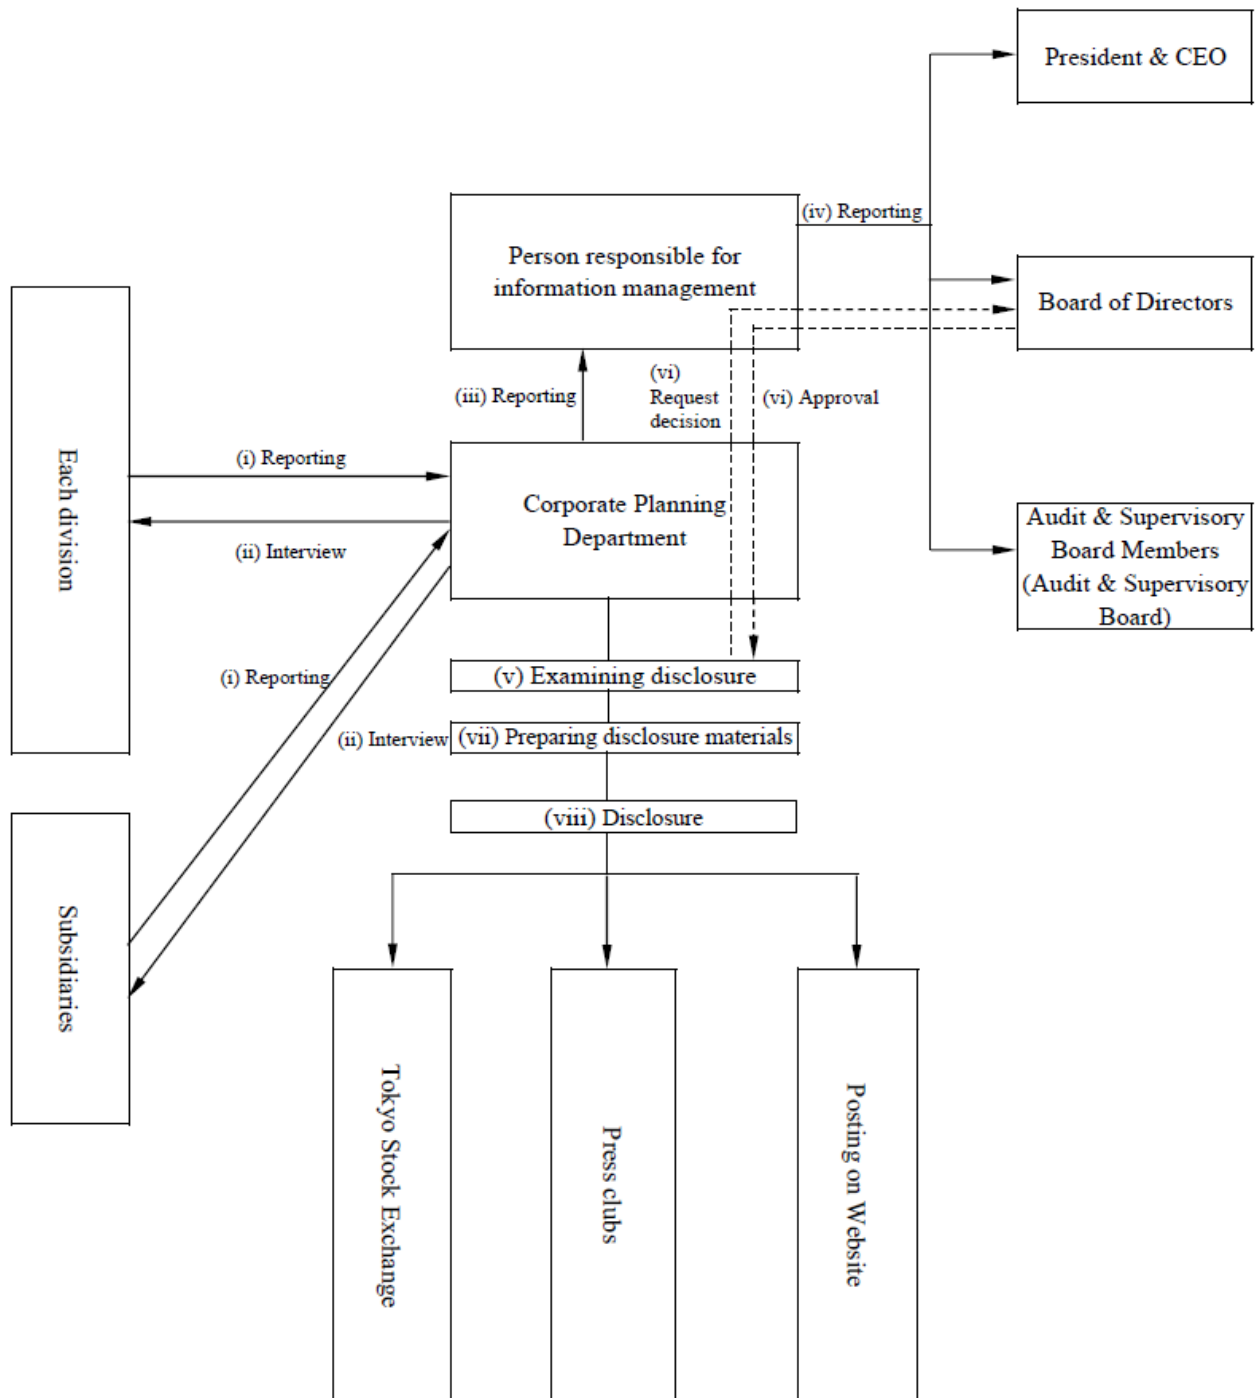 President & CEO
(iv) Reporting
Person responsible for
information management
Board of Directors
(iii) Reporting
(vi)
Request
decision
(vi) Approval
Each division
(i) Reporting
(ii) Interview
Corporate Planning
Department
Audit & Supervisory
Board Members
(Audit & Supervisory
Board)
(i) Reporting
(ii) Interview
(v) Examining disclosure
(vii) Preparing disclosure materials
(viii) Disclosure
Subsidiaries
Tokyo Stock Exchange
Press clubs
Posting on Website